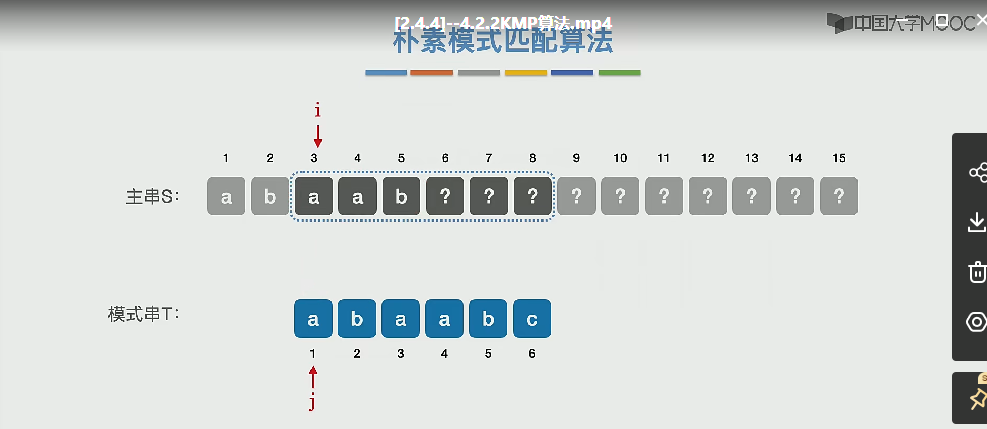 [2.4.4]--4.2.2KMP算法.mp4
中国大学MOOC
朴素模式匹配算法
i
1 2 3 4 5 6 7 8 9 10 11 12 13 14 15
主串S: a b a a b ? ? ? ? ? ? ? ? ? ?
模式串T: a b a a b c
1 2 3 4 5 6
j
S